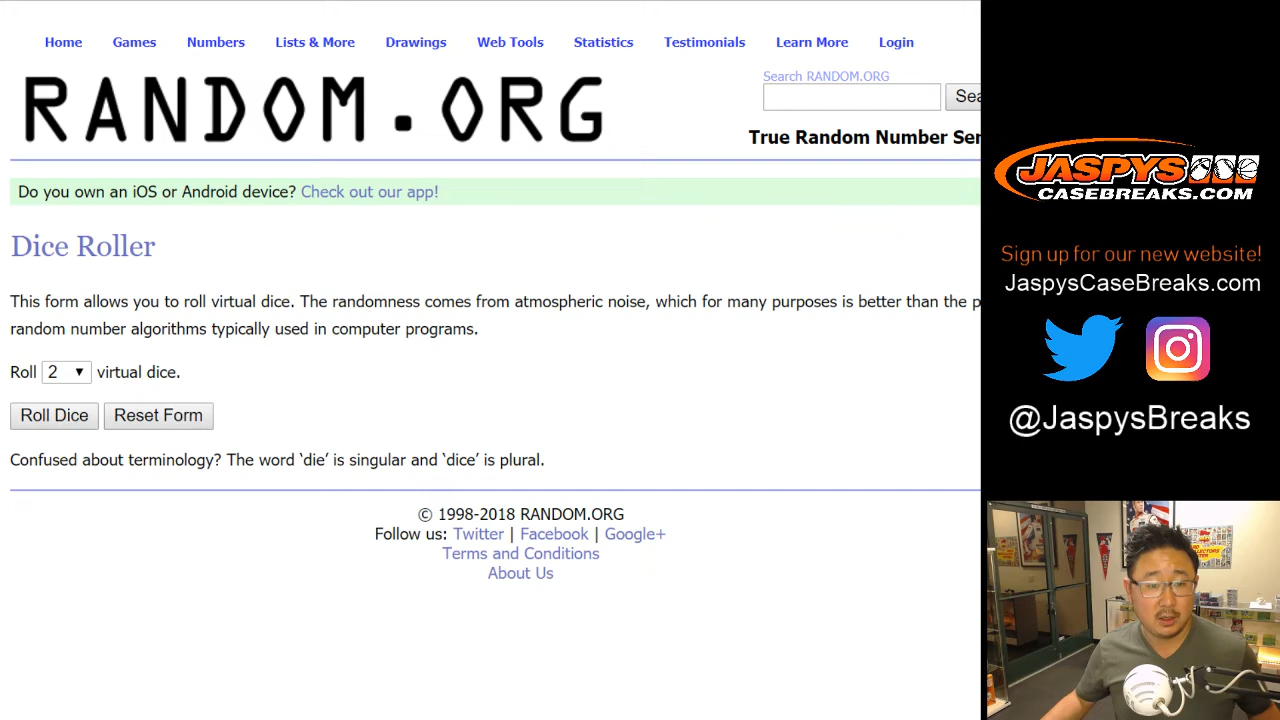 Home Games Numbers Lists & More Drawings Web Tools Statistics Testimonials Learn More Login
RANDOM.ORG
Search RANDOM.ORG
Sea
True Random Number Ser
Do you own an iOS or Android device? Check out our app!
Dice Roller
This form allows you to roll virtual dice. The randomness comes from atmospheric noise, which for many purposes is better than the p
random number algorithms typically used in computer programs.
Roll 2 virtual dice.
Roll Dice Reset Form
Confused about terminology? The word ‘die’ is singular and ‘dice’ is plural.
© 1998-2018 RANDOM.ORG
Follow us: Twitter | Facebook | Google+
Terms and Conditions
About Us
JASPYS
CASEBREAKS.COM
Sign up for our new website!
JaspysCaseBreaks.com
@JaspysBreaks